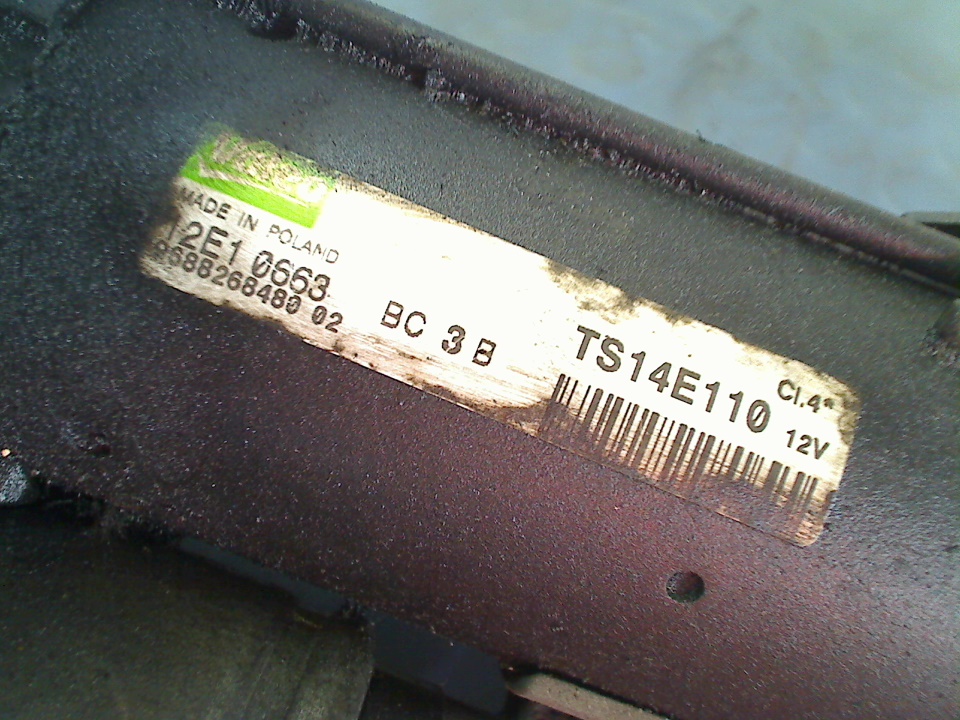 MADE IN POLAND
12E1 0663
9688268480 02
BC 3 B
TS14E110
Cl.4*
12V